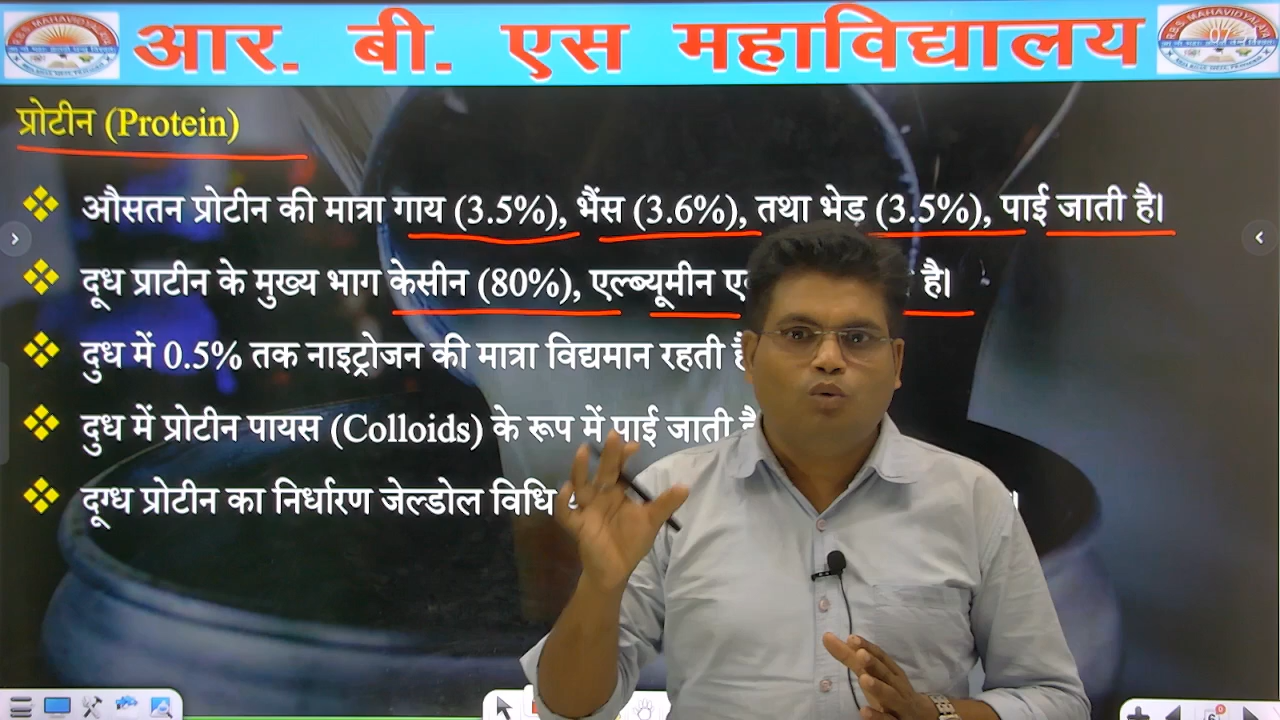 आर. बी. एस महाविद्यालय
प्रोटीन (Protein)
औसतन प्रोटीन की मात्रा गाय (3.5%), भैंस (3.6%), तथा भेड़ (3.5%), पाई जाती है।
दूध प्राटीन के मुख्य भाग केसीन (80%), एल्ब्यूमीन है।
दुध में 0.5% तक नाइट्रोजन की मात्रा विद्यमान रहती
दुध में प्रोटीन पायस (Colloids) के रूप में पाई जाती
दूग्ध प्रोटीन का निर्धारण जेल्डोल विधि